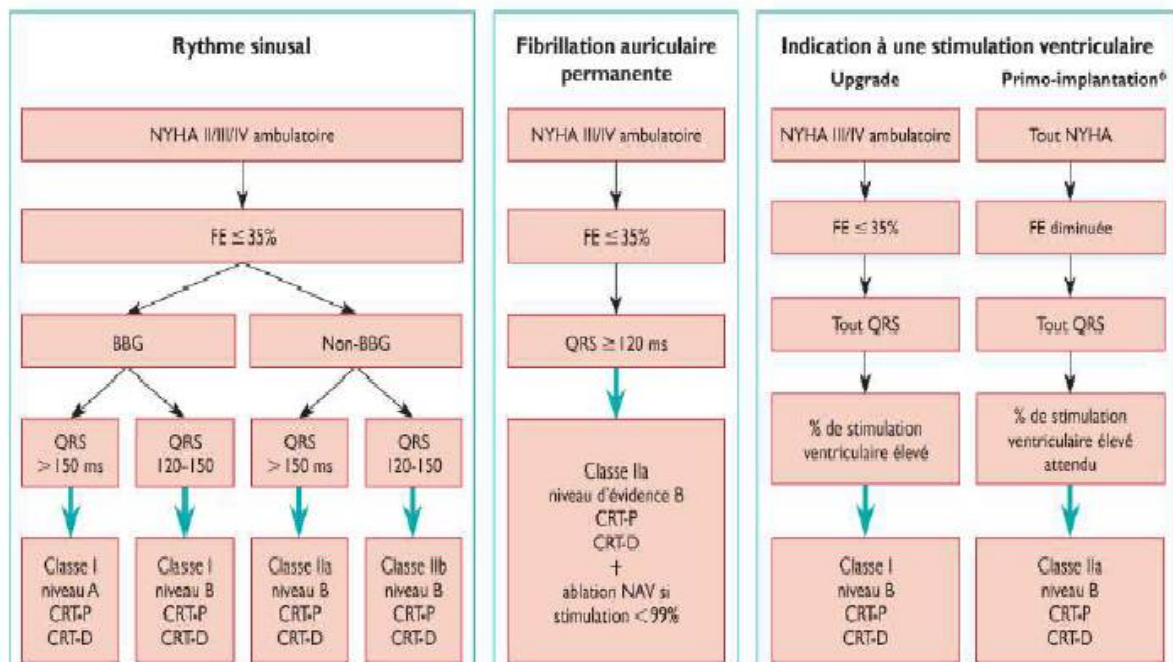 Rythme sinusal
NYHA II/III/IV ambulatoire
FE ≤ 35%
BBG
Non-BBG
QRS
> 150 ms
QRS
120-150
QRS
> 150 ms
QRS
120-150
Classe I
niveau A
CRT-P
CRT-D
Classe I
niveau B
CRT-P
CRT-D
Classe IIa
niveau B
CRT-P
CRT-D
Classe IIb
niveau B
CRT-P
CRT-D
Fibrillation auriculaire
permanente
NYHA III/IV ambulatoire
FE ≤ 35%
QRS ≥ 120 ms
Classe IIa
niveau d'évidence B
CRT-P
CRT-D
+
ablation NAV si
stimulation < 99%
Indication à une stimulation ventriculaire
Upgrade
NYHA III/IV ambulatoire
FE ≤ 35%
Tout QRS
% de stimulation
ventriculaire élevé
Classe I
niveau B
CRT-P
CRT-D
Primo-implantation*
Tout NYHA
FE diminuée
Tout QRS
% de stimulation
ventriculaire élevé
attendu
Classe IIa
niveau B
CRT-P
CRT-D